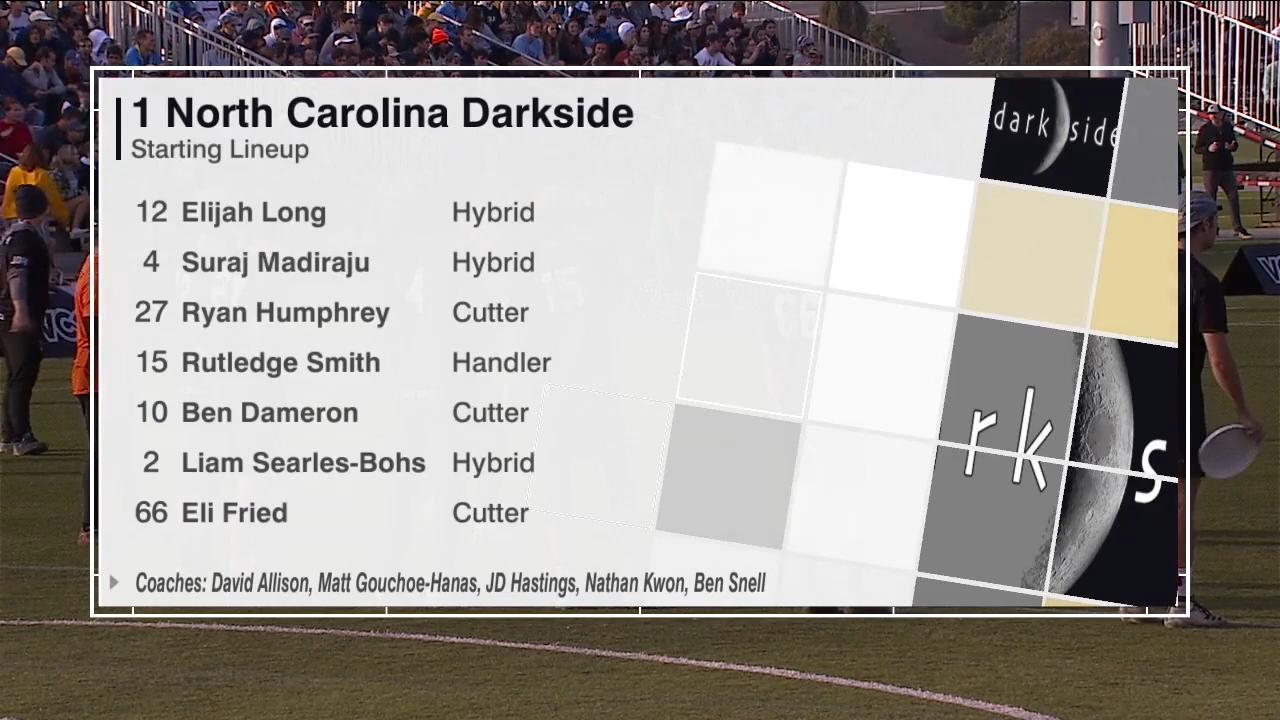 1 North Carolina Darkside
Starting Lineup
dark side
12 Elijah Long Hybrid
4 Suraj Madiraju Hybrid
27 Ryan Humphrey Cutter
15 Rutledge Smith Handler
10 Ben Dameron Cutter
2 Liam Searles-Bohs Hybrid
66 Eli Fried Cutter
rk s
Coaches: David Allison, Matt Gouchoe-Hanas, JD Hastings, Nathan Kwon, Ben Snell